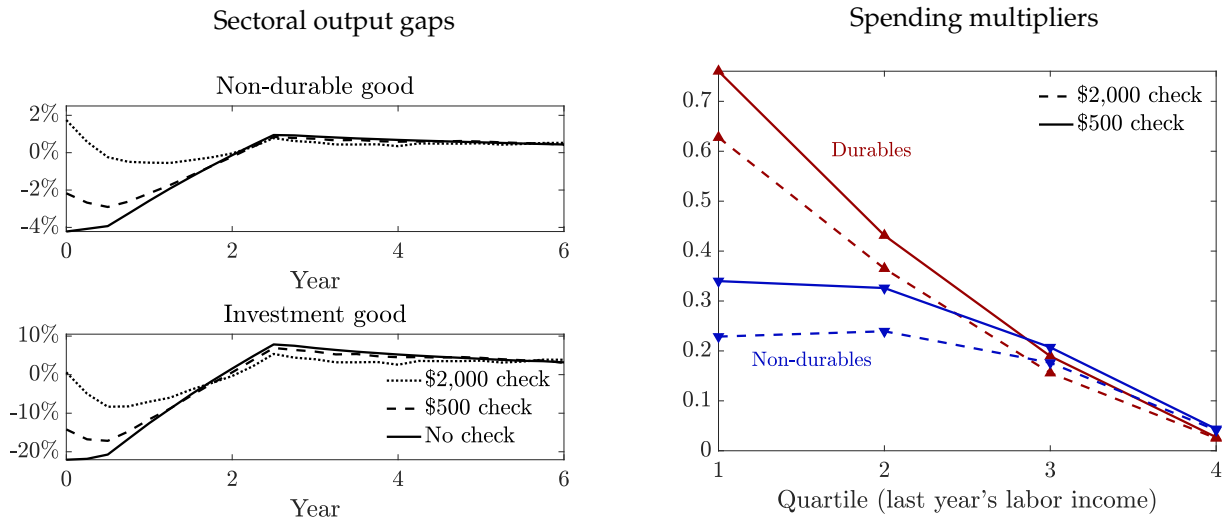 Sectoral output gaps
Non-durable good
2%
0%
-2%
-4%
0
2
4
6
Year
Investment good
10%
0%
-10%
-20%
$2,000 check
$500 check
No check
0
2
4
6
Year
Spending multipliers
0.7
0.6
0.5
0.4
0.3
0.2
0.1
0
$2,000 check
$500 check
Durables
Non-durables
1
2
3
4
Quartile (last year's labor income)